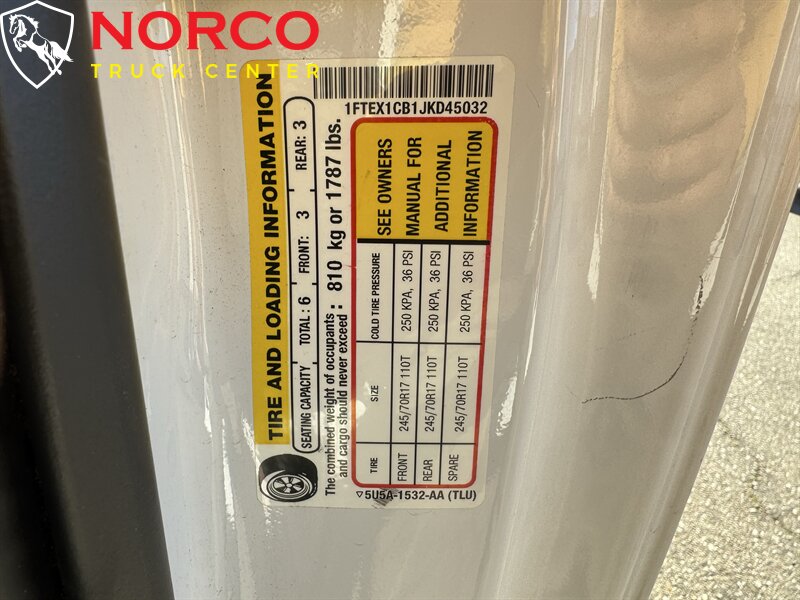 NORCO
TRUCK CENTER
1FTEX1CB1JKD45032
TIRE AND LOADING INFORMATION
SEATING CAPACITY TOTAL : 6 FRONT: 3 REAR: 3
The combined weight of occupants
and cargo should never exceed : 810 kg or 1787 lbs.
TIRE SIZE COLD TIRE PRESSURE
FRONT 245/70R17 110T 250 KPA, 36 PSI
REAR 245/70R17 110T 250 KPA, 36 PSI
SPARE 245/70R17 110T 250 KPA, 36 PSI
SEE OWNERS
MANUAL FOR
ADDITIONAL
INFORMATION
▽5U5A-1532-AA (TLU)